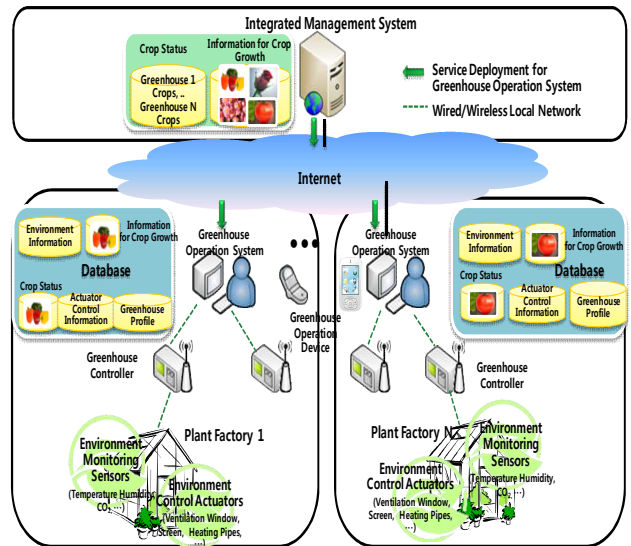 Integrated Management System
Crop Status
Information for Crop
Growth
Greenhouse 1
Crops, ..
Greenhouse N
Crops
Service Deployment for
Greenhouse Operation System
Wired/Wireless Local Network
Internet
Environment
Information
Information
for Crop Growth
Database
Crop Status
Actuator
Control
Information
Greenhouse
Profile
Greenhouse
Operation System
Greenhouse
Operation
Device
Greenhouse
Controller
Plant Factory 1
Environment
Monitoring
Sensors
(Temperature Humidity,
CO₂ ...)
Environment
Control Actuators
(Ventilation Window,
Screen, Heating Pipes,
...)
Greenhouse
Operation System
Environment
Information
Information
for Crop Growth
Crop Status
Database
Actuator
Control
Information
Greenhouse
Profile
Greenhouse
Controller
Plant Factory N
Environment
Monitoring
Sensors
(Temperature Humidity,
CO₂ ...)
Environment
Control Actuators
(Ventilation Window,
Screen, Heating Pipes,
...)